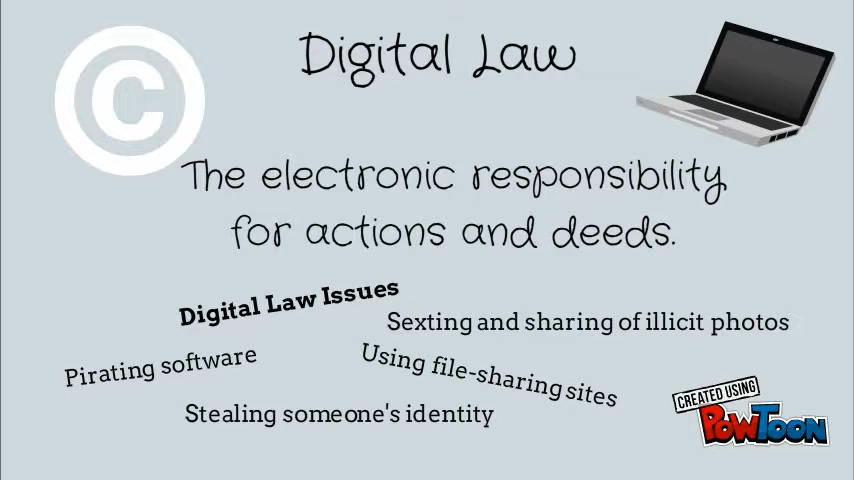 Digital Law
The electronic responsibility
for actions and deeds.
Digital Law Issues
Sexting and sharing of illicit photos
Pirating software
Using file-sharing sites
Stealing someone's identity
CREATED USING
POWTOON